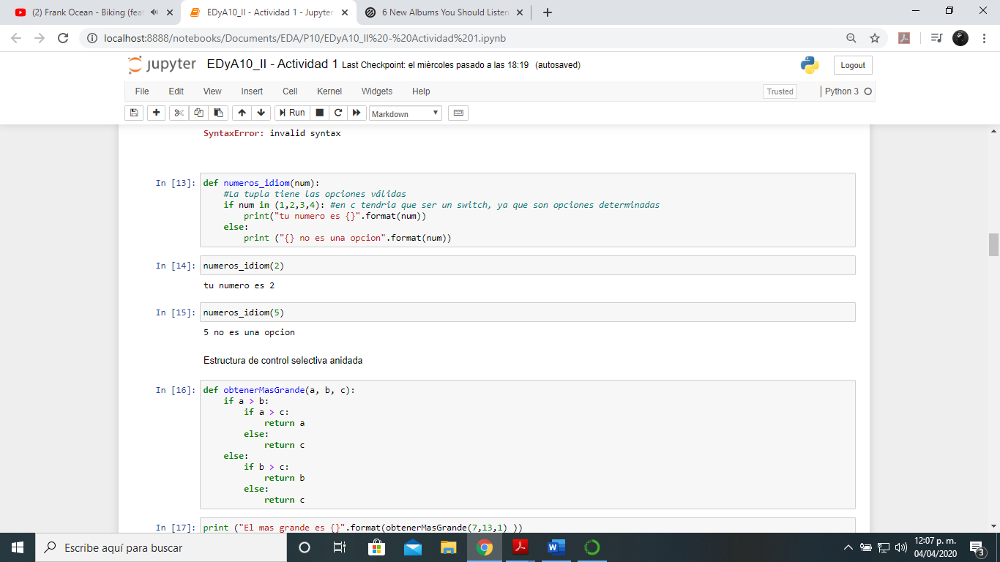 (2) Frank Ocean - Biking (feat
EDyA10_II - Actividad 1 - Jupyter
6 New Albums You Should Listen
localhost:8888/notebooks/Documents/EDA/P10/EDyA10_II%20-%20Actividad%201.ipynb
jupyter EDyA10_II - Actividad 1 Last Checkpoint: el miércoles pasado a las 18:19 (autosaved)
Logout
File Edit View Insert Cell Kernel Widgets Help
Trusted
Python 3
Run
Markdown
SyntaxError: invalid syntax
In [13]: def numeros_idiom(num):
#La tupla tiene las opciones válidas
if num in (1,2,3,4): #en c tendria que ser un switch, ya que son opciones determinadas
print("tu numero es {}".format(num))
else:
print ("{} no es una opcion".format(num))
In [14]: numeros_idiom(2)
tu numero es 2
In [15]: numeros_idiom(5)
5 no es una opcion
Estructura de control selectiva anidada
In [16]: def obtenerMasGrande(a, b, c):
if a > b:
if a > c:
return a
else:
return c
else:
if b > c:
return b
else:
return c
In [17]: print ("El mas grande es {}".format(obtenerMasGrande(7,13,1) ))
Escribe aquí para buscar
12:07 p. m.
04/04/2020
3